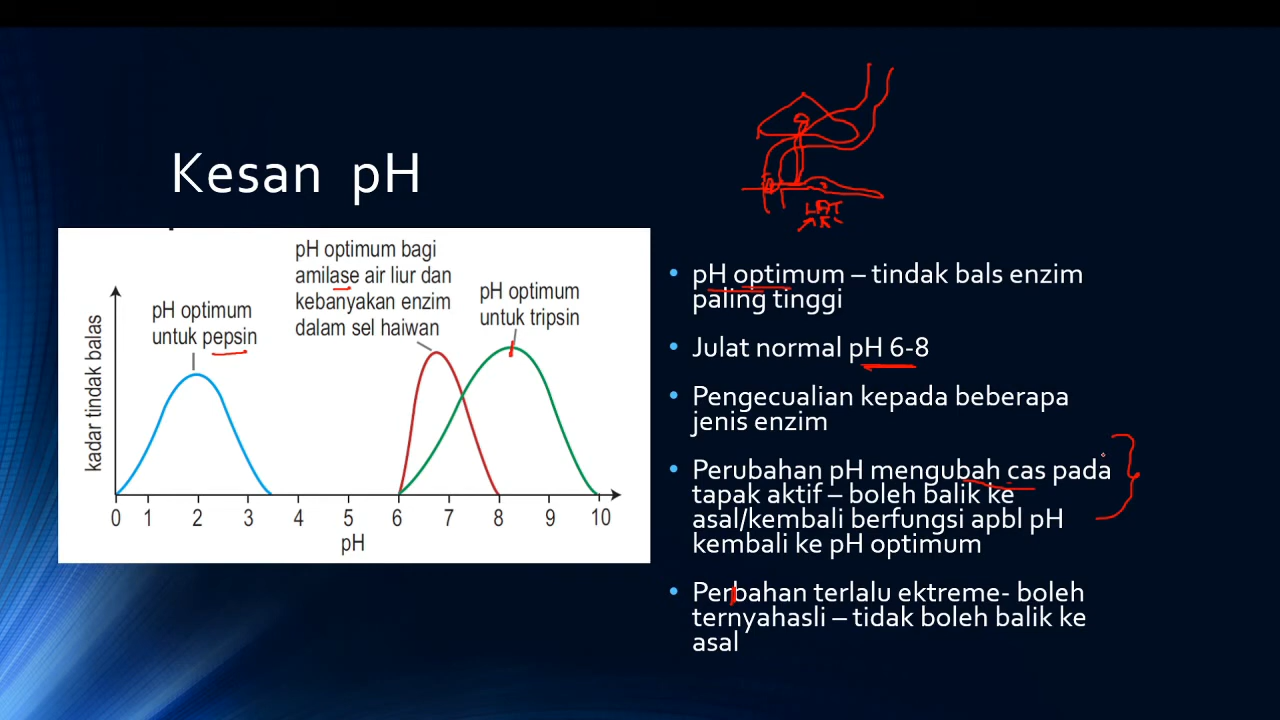 Kesan pH
pH optimum
untuk pepsin
pH optimum bagi
amilase air liur dan
kebanyakan enzim
dalam sel haiwan
pH optimum
untuk tripsin
kadar tindak balas
0 1 2 3 4 5 6 7 8 9 10
pH
• pH optimum – tindak bals enzim
paling tinggi
• Julat normal pH 6-8
• Pengecualian kepada beberapa
jenis enzim
• Perubahan pH mengubah cas pada
tapak aktif – boleh balik ke
asal/kembali berfungsi apbl pH
kembali ke pH optimum
• Perbahan terlalu ektreme- boleh
ternyahasli – tidak boleh balik ke
asal